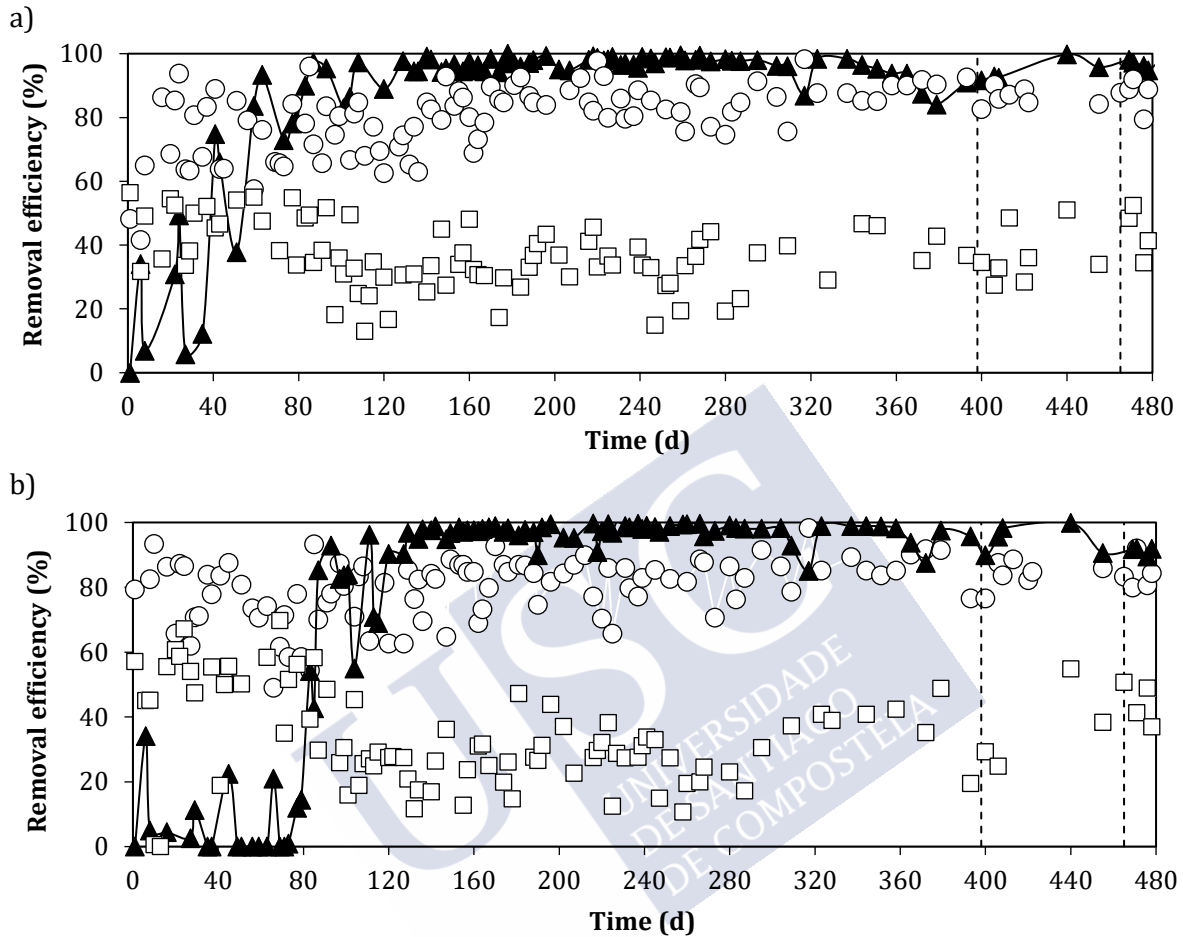 a)
100
80
60
40
20
0
Removal efficiency (%)
0 40 80 120 160 200 240 280 320 360 400 440 480
Time (d)
b)
100
80
60
40
20
0
Removal efficiency (%)
0 40 80 120 160 200 240 280 320 360 400 440 480
Time (d)
USC
UNIVERSIDADE
DE SANTIAGO
DE COMPOSTELA